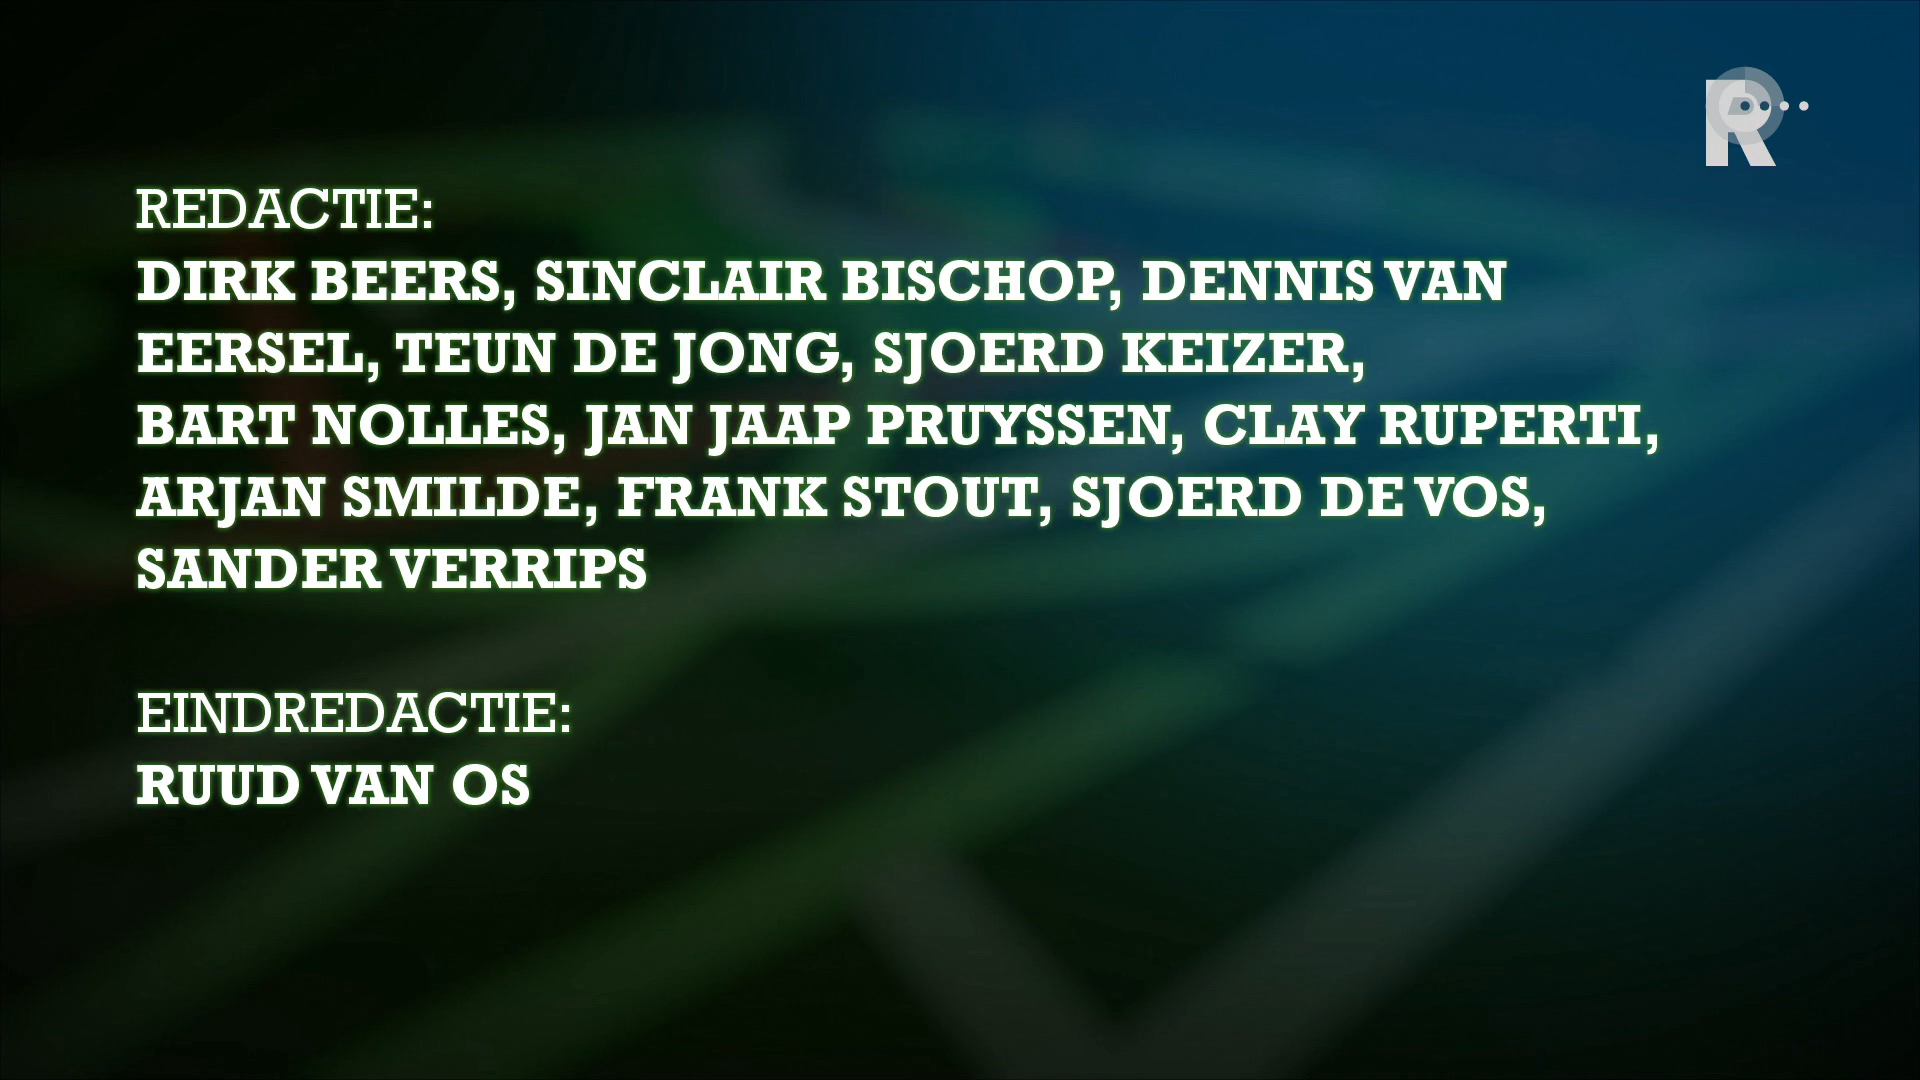 REDACTIE:
DIRK BEERS, SINCLAIR BISCHOP, DENNIS VAN
EERSEL, TEUN DE JONG, SJOERD KEIZER,
BART NOLLES, JAN JAAP PRUYSSEN, CLAY RUPERTI,
ARJAN SMILDE, FRANK STOUT, SJOERD DE VOS,
SANDER VERRIPS
EINDREDACTIE:
RUUD VAN OS
R